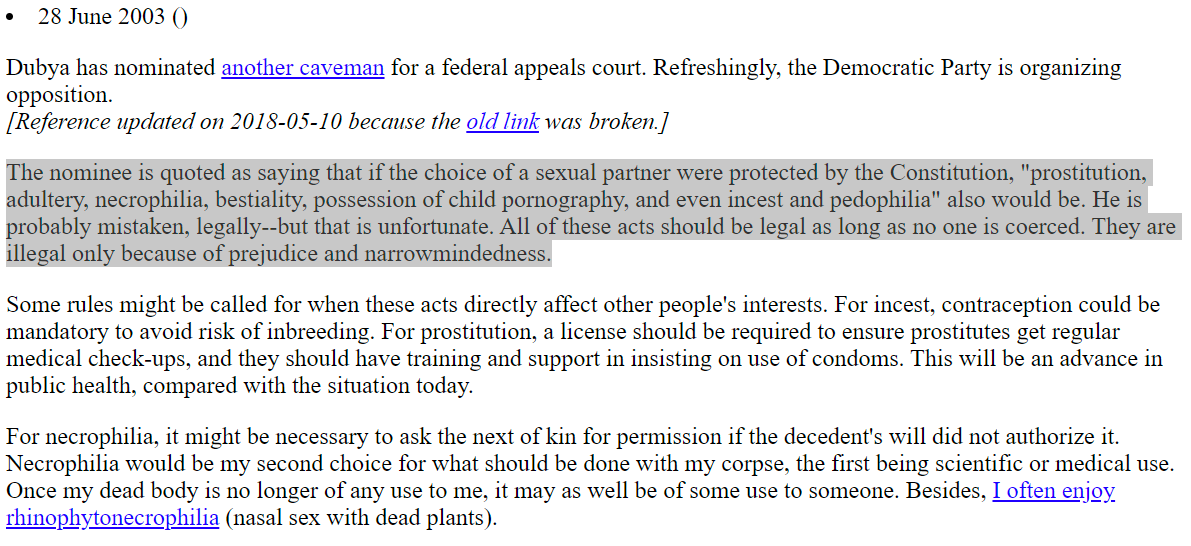 28 June 2003 ()
Dubya has nominated another caveman for a federal appeals court. Refreshingly, the Democratic Party is organizing
opposition.
[Reference updated on 2018-05-10 because the old link was broken.]
The nominee is quoted as saying that if the choice of a sexual partner were protected by the Constitution, "prostitution,
adultery, necrophilia, bestiality, possession of child pornography, and even incest and pedophilia" also would be. He is
probably mistaken, legally--but that is unfortunate. All of these acts should be legal as long as no one is coerced. They are
illegal only because of prejudice and narrowmindedness.
Some rules might be called for when these acts directly affect other people's interests. For incest, contraception could be
mandatory to avoid risk of inbreeding. For prostitution, a license should be required to ensure prostitutes get regular
medical check-ups, and they should have training and support in insisting on use of condoms. This will be an advance in
public health, compared with the situation today.
For necrophilia, it might be necessary to ask the next of kin for permission if the decedent's will did not authorize it.
Necrophilia would be my second choice for what should be done with my corpse, the first being scientific or medical use.
Once my dead body is no longer of any use to me, it may as well be of some use to someone. Besides, I often enjoy
rhinophytonecrophilia (nasal sex with dead plants).